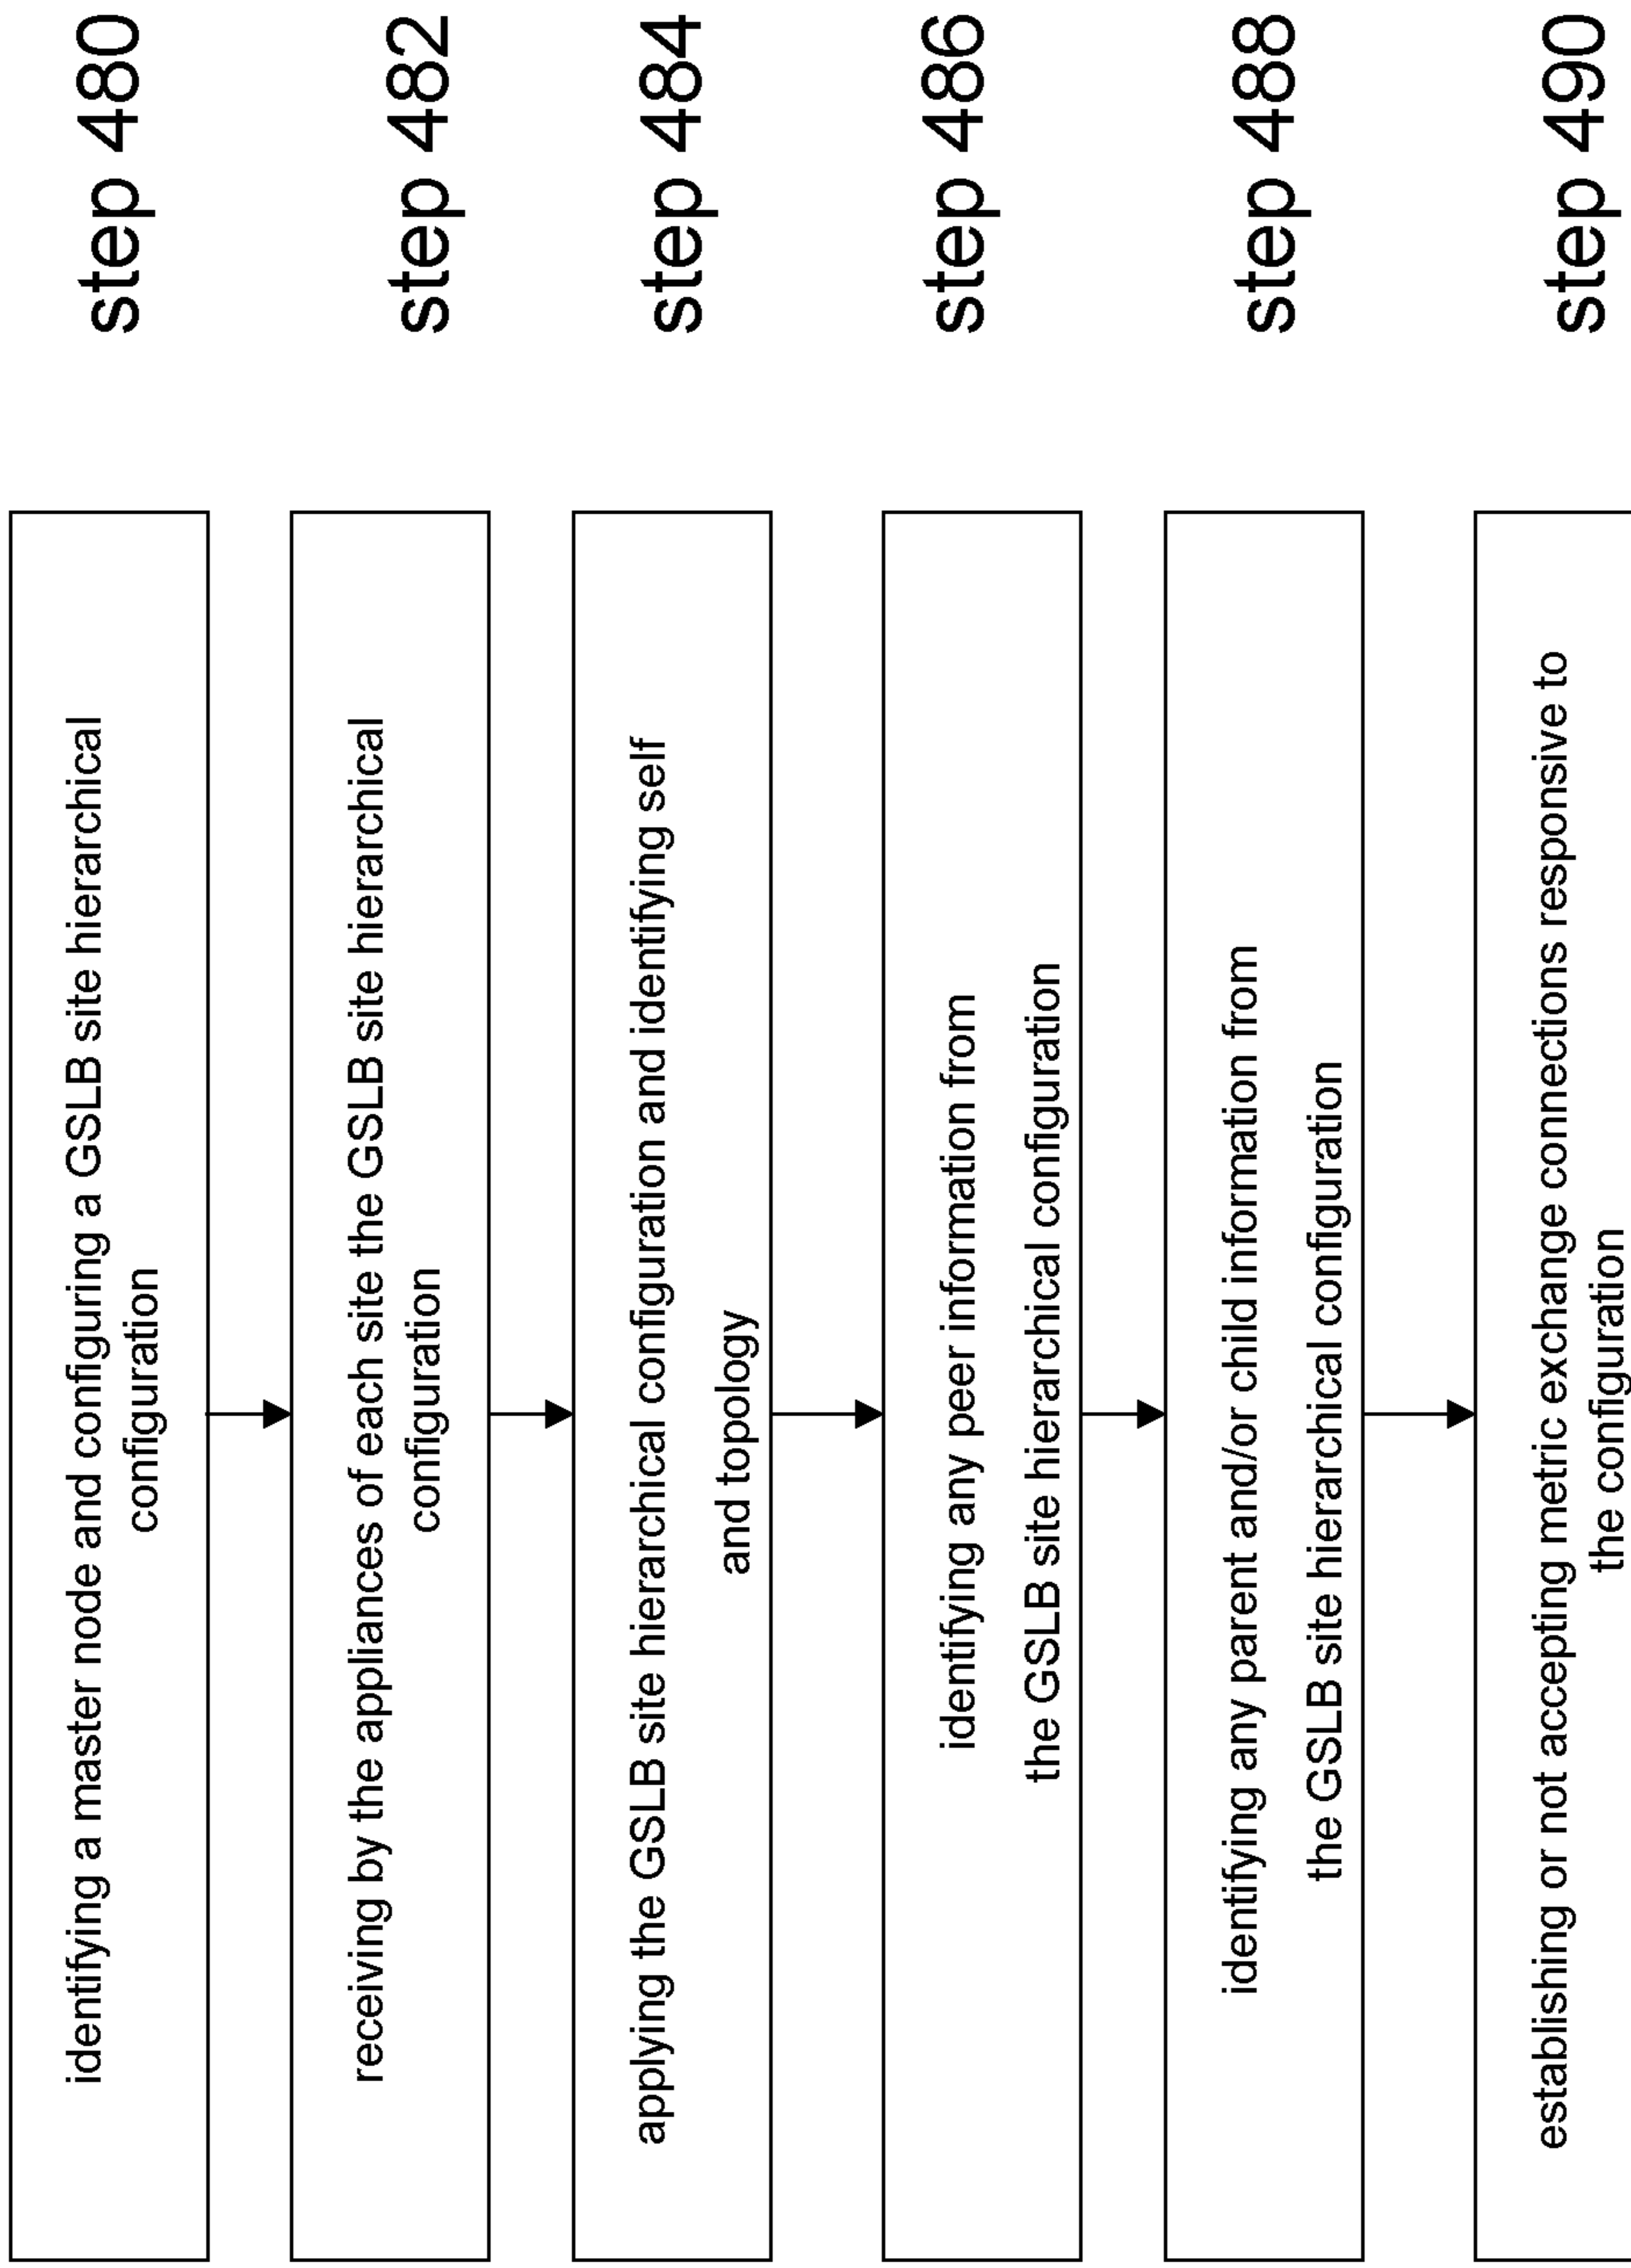 identifying a master node and configuring a GSLB site hierarchical
configuration
step 480
receiving by the appliances of each site the GSLB site hierarchical
configuration
step 482
applying the GSLB site hierarchical configuration and identifying self
and topology
step 484
identifying any peer information from
the GSLB site hierarchical configuration
step 486
identifying any parent and/or child information from
the GSLB site hierarchical configuration
step 488
establishing or not accepting metric exchange connections responsive to
the configuration
step 490